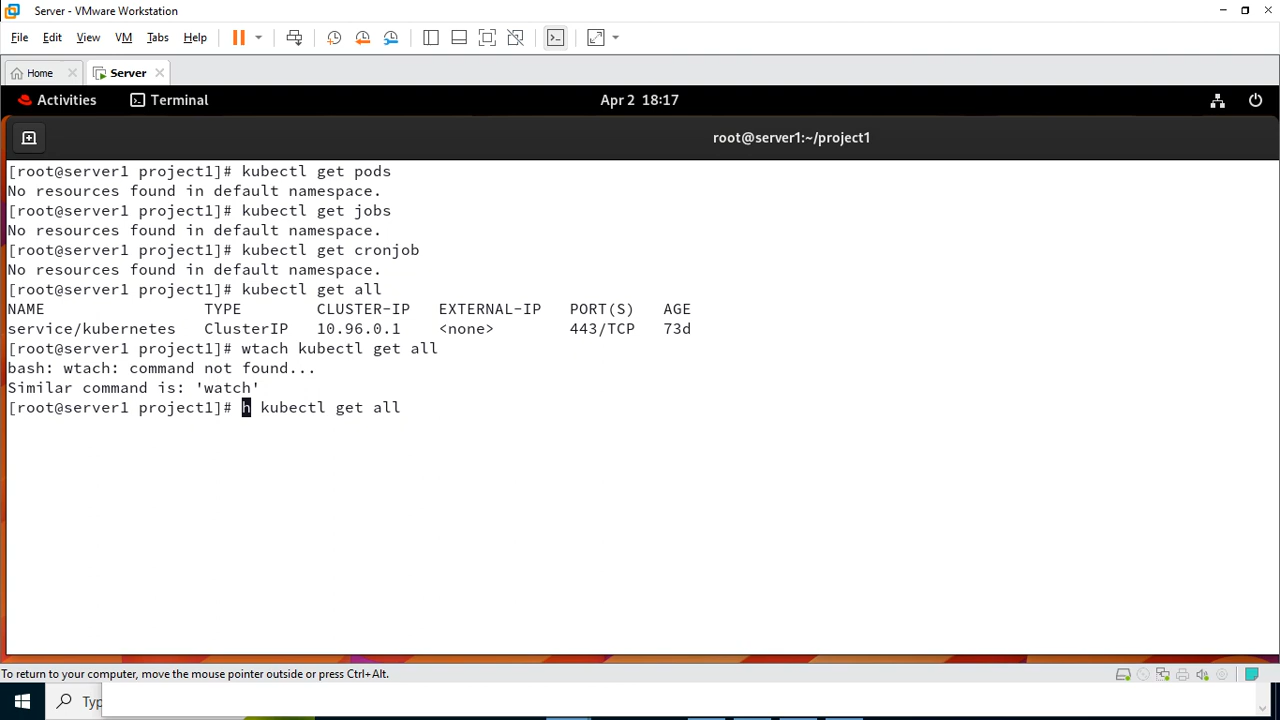 Server - VMware Workstation
File Edit View VM Tabs Help
Home Server
Activities Terminal Apr 2 18:17
root@server1:~/project1
[root@server1 project1]# kubectl get pods
No resources found in default namespace.
[root@server1 project1]# kubectl get jobs
No resources found in default namespace.
[root@server1 project1]# kubectl get cronjob
No resources found in default namespace.
[root@server1 project1]# kubectl get all
NAME TYPE CLUSTER-IP EXTERNAL-IP PORT(S) AGE
service/kubernetes ClusterIP 10.96.0.1 <none> 443/TCP 73d
[root@server1 project1]# wtach kubectl get all
bash: wtach: command not found...
Similar command is: 'watch'
[root@server1 project1]# h kubectl get all
To return to your computer, move the mouse pointer outside or press Ctrl+Alt.
Typ